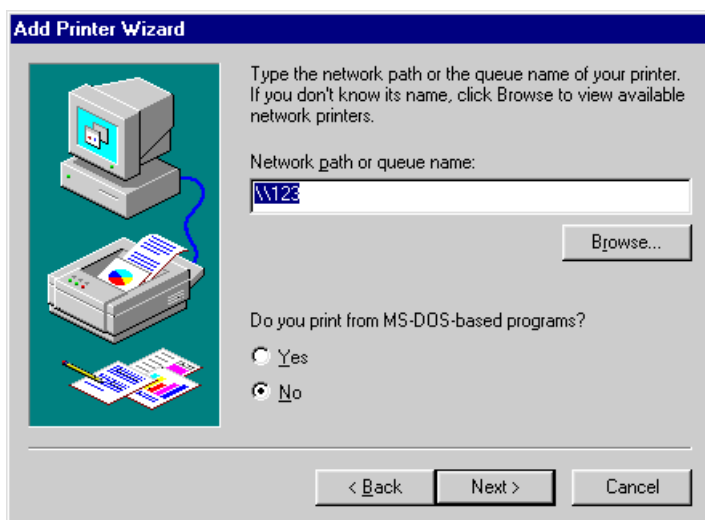 Add Printer Wizard
Type the network path or the queue name of your printer.
If you don't know its name, click Browse to view available
network printers.
Network path or queue name:
\\123
Browse...
Do you print from MS-DOS-based programs?
Yes
No
< Back
Next >
Cancel